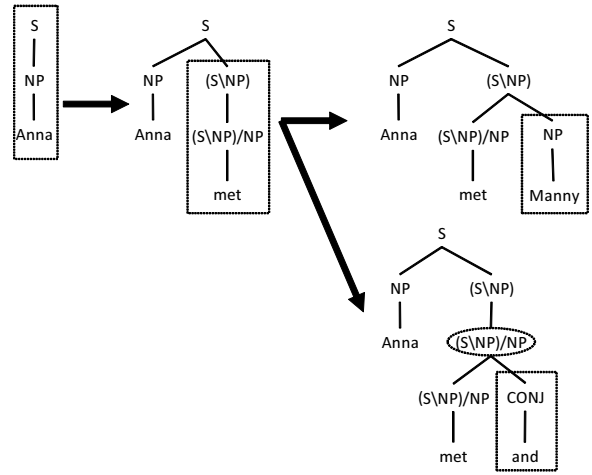 S
NP
Anna
S
NP (S\NP)
Anna (S\NP)/NP
met
S
NP (S\NP)
Anna (S\NP)/NP NP
met Manny
S
NP (S\NP)
Anna (S\NP)/NP
(S\NP)/NP CONJ
met and